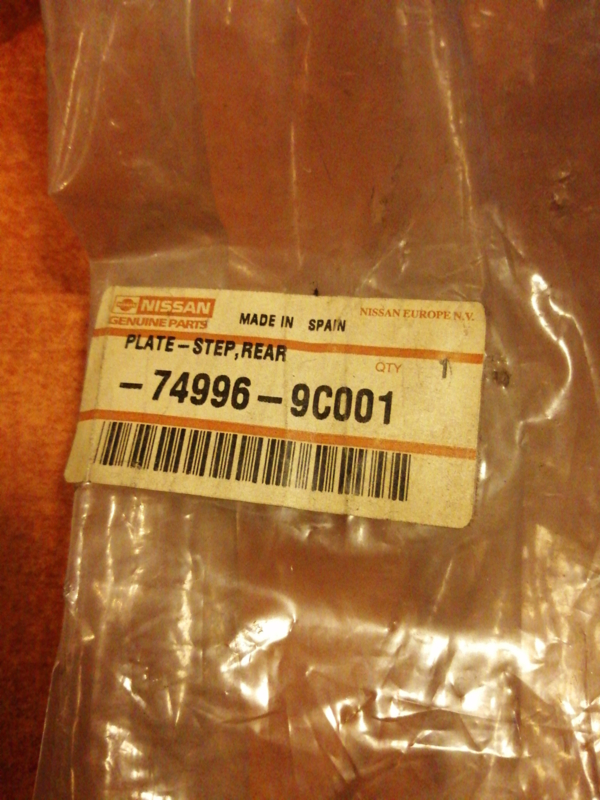 NISSAN
GENUINE PARTS
MADE IN SPAIN
NISSAN EUROPE N.V.
PLATE-STEP,REAR
QTY 1
-74996-9C001